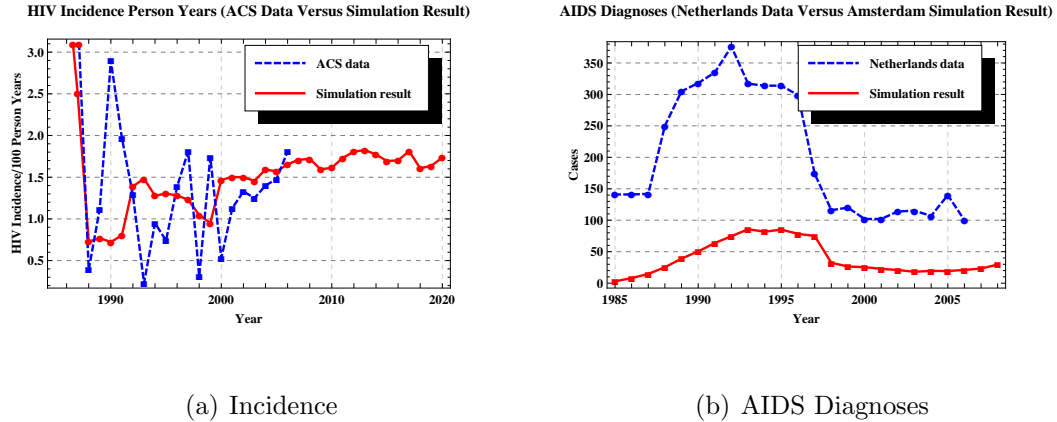 HIV Incidence Person Years (ACS Data Versus Simulation Result)
3.0
2.5
2.0
1.5
1.0
0.5
HIV Incidence/100 Person Years
ACS data
Simulation result
1990 2000 2010 2020
Year
(a) Incidence
AIDS Diagnoses (Netherlands Data Versus Amsterdam Simulation Result)
350
300
250
200
150
100
50
0
Cases
Netherlands data
Simulation result
1985 1990 1995 2000 2005
Year
(b) AIDS Diagnoses